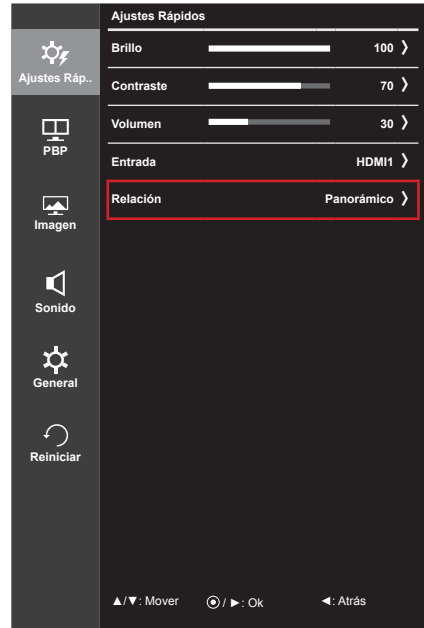 Ajustes Rápidos
Ajustes Ráp..
PBP
Imagen
Sonido
General
Reiniciar
Brillo 100 ❭
Contraste 70 ❭
Volumen 30 ❭
Entrada HDMI1 ❭
Relación Panorámico ❭
▲/▼: Mover ⦿ / ►: Ok ◄: Atrás